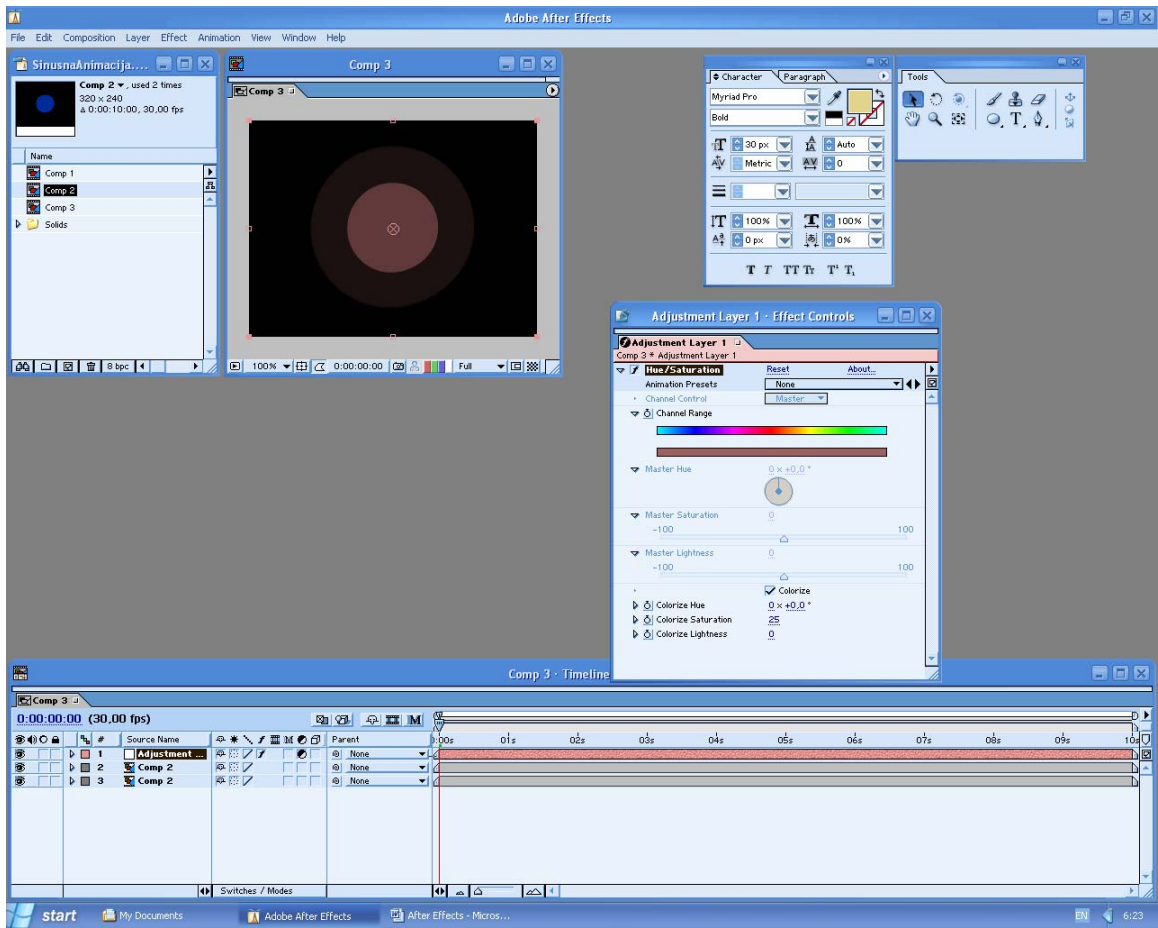 Adobe After Effects
File Edit Composition Layer Effect Animation View Window Help
SinusnaAnimacija....
Comp 2 , used 2 times
320 x 240
Δ 0:00:10:00, 30,00 fps
Name
Comp 1
Comp 2
Comp 3
Solids
8 bpc
Comp 3
Comp 3
100% 0:00:00:00 Full
Character Paragraph
Myriad Pro
Bold
30 px Auto
Metric 0
100% 100%
0 px 0%
T T TT Tr T¹ T₁
Tools
Adjustment Layer 1 · Effect Controls
Adjustment Layer 1
Comp 3 * Adjustment Layer 1
Hue/Saturation Reset About...
Animation Presets None
Channel Control Master
Channel Range
Master Hue 0 x +0,0 °
Master Saturation 0
-100 100
Master Lightness 0
-100 100
Colorize
Colorize Hue 0 x +0,0 °
Colorize Saturation 25
Colorize Lightness 0
Comp 3 · Timeline
Comp 3
0:00:00:00 (30,00 fps)
# Source Name Parent 0:00s 01s 02s 03s 04s 05s 06s 07s 08s 09s 10s
1 Adjustment ... None
2 Comp 2 None
3 Comp 2 None
Switches / Modes
start My Documents Adobe After Effects After Effects - Micros... EN 6:23